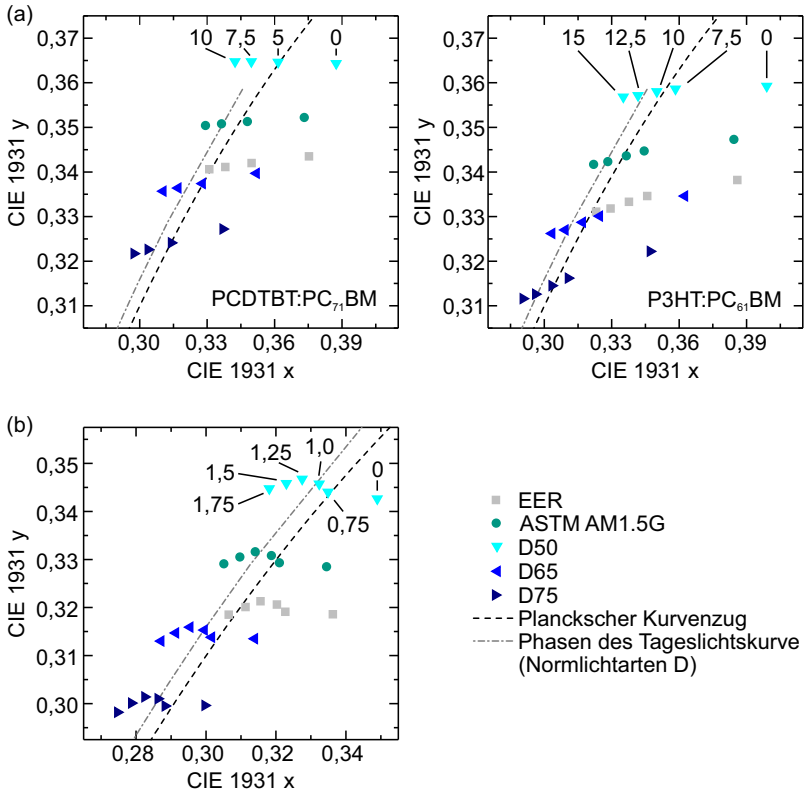 (a)
0,37
0,36
0,35
0,34
0,33
0,32
0,31
CIE 1931 y
10 7,5 5 0
PCDTBT:PC₇₁BM
0,30 0,33 0,36 0,39
CIE 1931 x
0,37
0,36
0,35
0,34
0,33
0,32
0,31
CIE 1931 y
15 12,5 10 7,5 0
P3HT:PC₆₁BM
0,30 0,33 0,36 0,39
CIE 1931 x
(b)
0,35
0,34
0,33
0,32
0,31
0,30
CIE 1931 y
1,75 1,5 1,25 1,0 0,75 0
0,28 0,30 0,32 0,34
CIE 1931 x
EER
ASTM AM1.5G
D50
D65
D75
Planckscher Kurvenzug
Phasen des Tageslichtskurve
(Normlichtarten D)